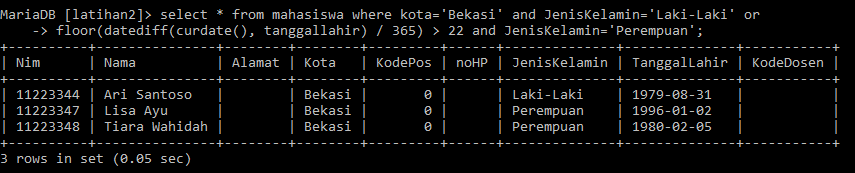 MariaDB [latihan2]> select * from mahasiswa where kota='Bekasi' and JenisKelamin='Laki-Laki' or
    -> floor(datediff(curdate(), tanggallahir) / 365) > 22 and JenisKelamin='Perempuan';
+----------+---------------+--------+--------+---------+------+--------------+--------------+-----------+
| Nim      | Nama          | Alamat | Kota   | KodePos | noHP | JenisKelamin | TanggalLahir | KodeDosen |
+----------+---------------+--------+--------+---------+------+--------------+--------------+-----------+
| 11223344 | Ari Santoso   |        | Bekasi |       0 |      | Laki-Laki    | 1979-08-31   |           |
| 11223347 | Lisa Ayu      |        | Bekasi |       0 |      | Perempuan    | 1996-01-02   |           |
| 11223348 | Tiara Wahidah |        | Bekasi |       0 |      | Perempuan    | 1980-02-05   |           |
+----------+---------------+--------+--------+---------+------+--------------+--------------+-----------+
3 rows in set (0.05 sec)